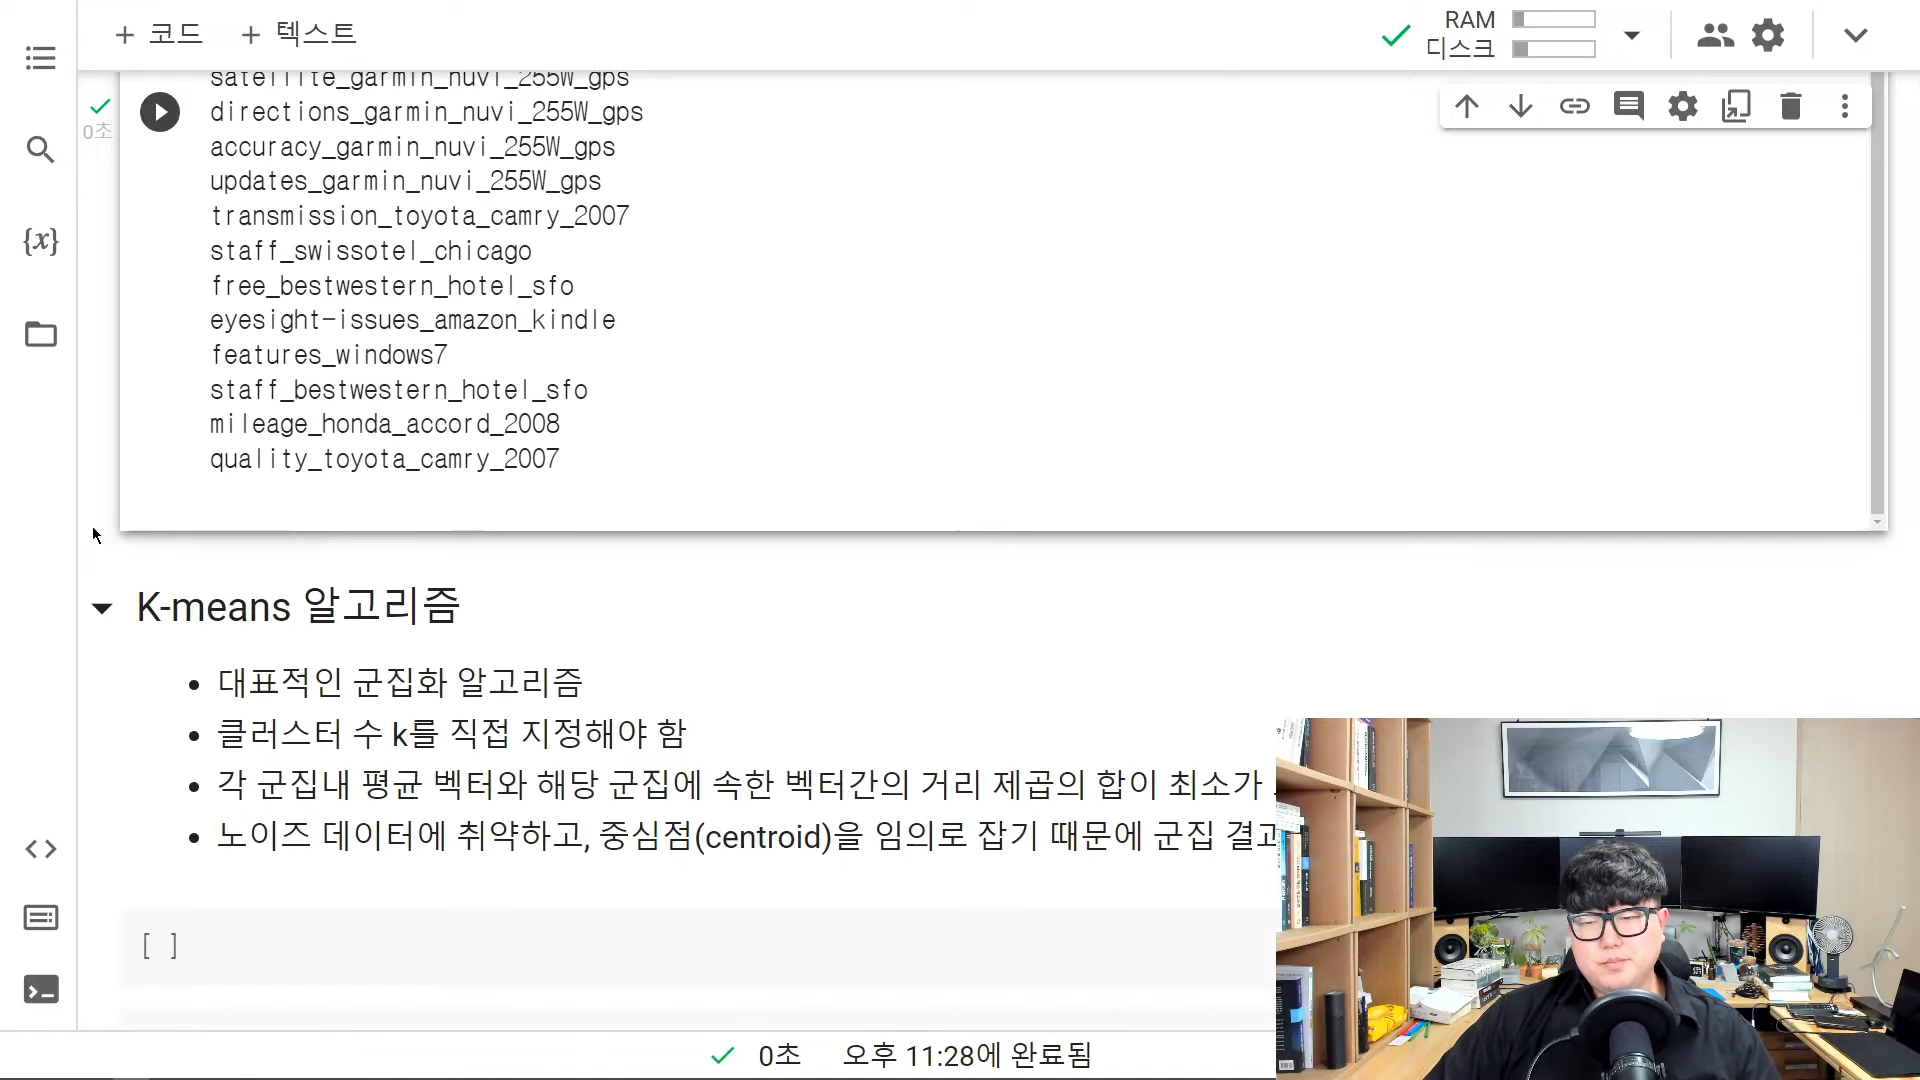 + 코드 + 텍스트
RAM
디스크
satellite_garmin_nuvi_255W_gps
directions_garmin_nuvi_255W_gps
0초
accuracy_garmin_nuvi_255W_gps
updates_garmin_nuvi_255W_gps
transmission_toyota_camry_2007
{x}
staff_swissotel_chicago
free_bestwestern_hotel_sfo
eyesight-issues_amazon_kindle
features_windows7
staff_bestwestern_hotel_sfo
mileage_honda_accord_2008
quality_toyota_camry_2007
K-means 알고리즘
• 대표적인 군집화 알고리즘
• 클러스터 수 k를 직접 지정해야 함
• 각 군집내 평균 벡터와 해당 군집에 속한 벡터간의 거리 제곱의 합이 최소가
• 노이즈 데이터에 취약하고, 중심점(centroid)을 임의로 잡기 때문에 군집
[ ]
0초 오후 11:28에 완료됨